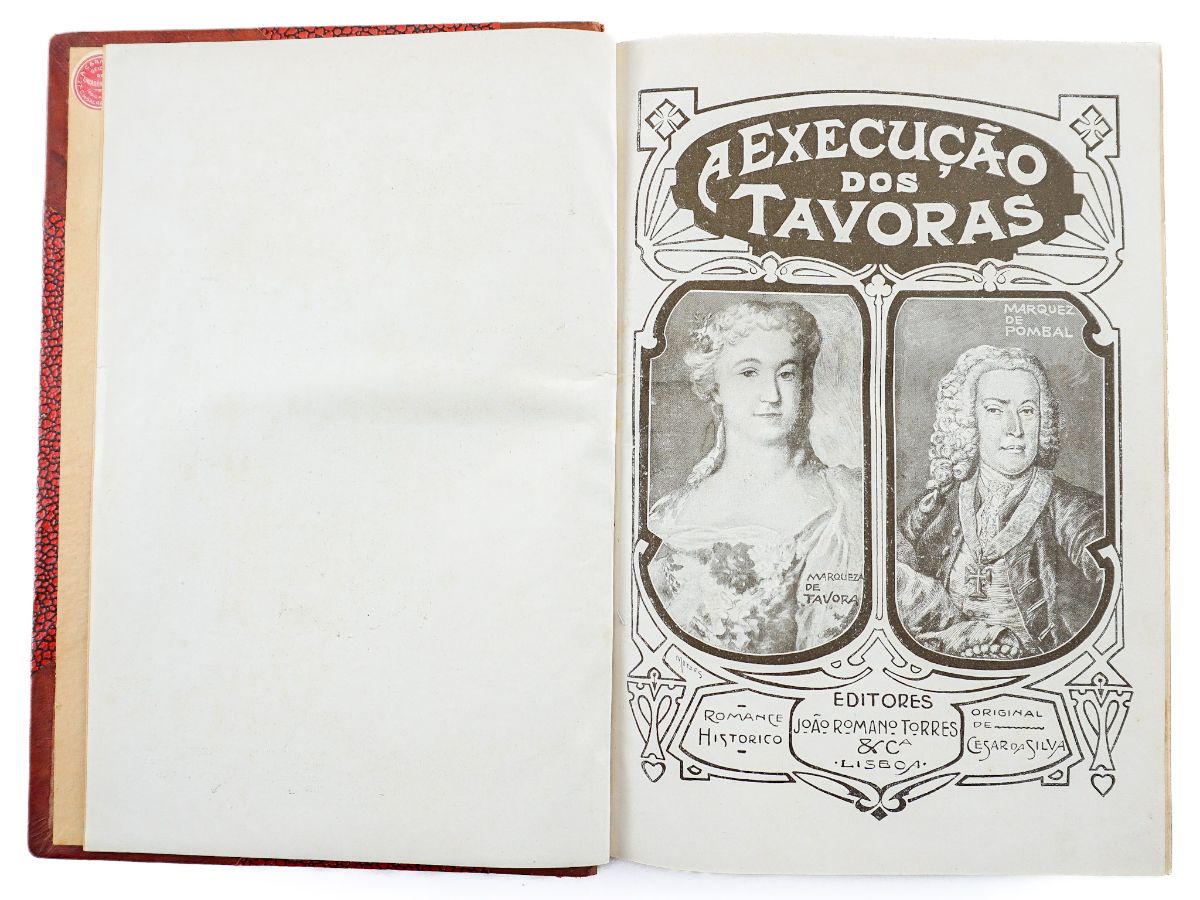 A EXECUÇÃO
DOS
TAVORAS
MARQUEZ
DE
POMBAL
MARQUEZA
DE
TAVORA
ROMANCE
HISTORICO
EDITORES
JOÃO ROMANO TORRES
& Cª
·LISBOA·
ORIGINAL
DE
CESAR DA SILVA